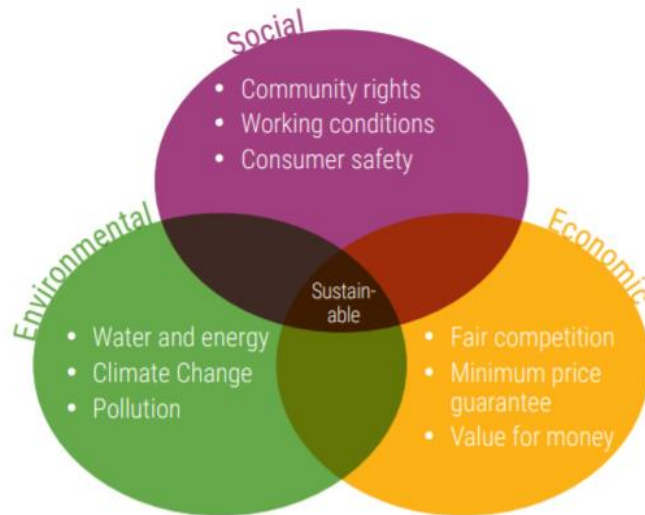 Social
• Community rights
• Working conditions
• Consumer safety
Environmental
Economic
Sustain-
able
• Water and energy
• Climate Change
• Pollution
• Fair competition
• Minimum price
guarantee
• Value for money